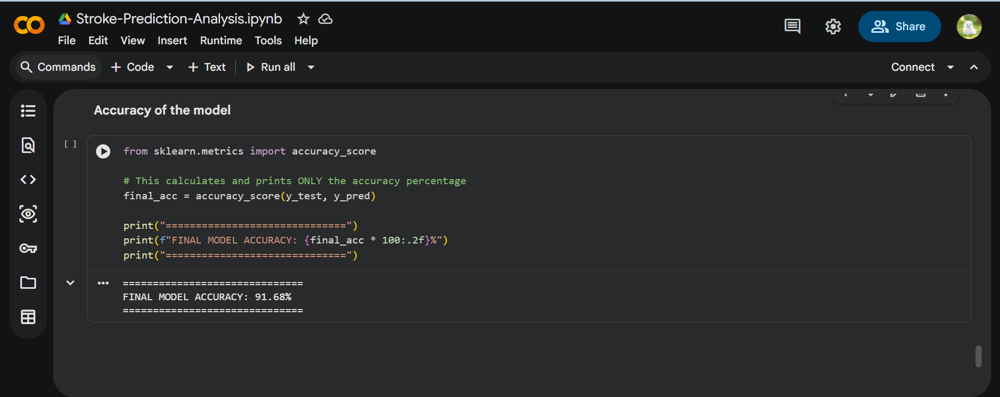 Stroke-Prediction-Analysis.ipynb
File Edit View Insert Runtime Tools Help
Share
Commands + Code + Text Run all
Connect
Accuracy of the model
[ ]
from sklearn.metrics import accuracy_score
# This calculates and prints ONLY the accuracy percentage
final_acc = accuracy_score(y_test, y_pred)
print("==============================")
print(f"FINAL MODEL ACCURACY: {final_acc * 100:.2f}%")
print("==============================")
==============================
FINAL MODEL ACCURACY: 91.68%
==============================